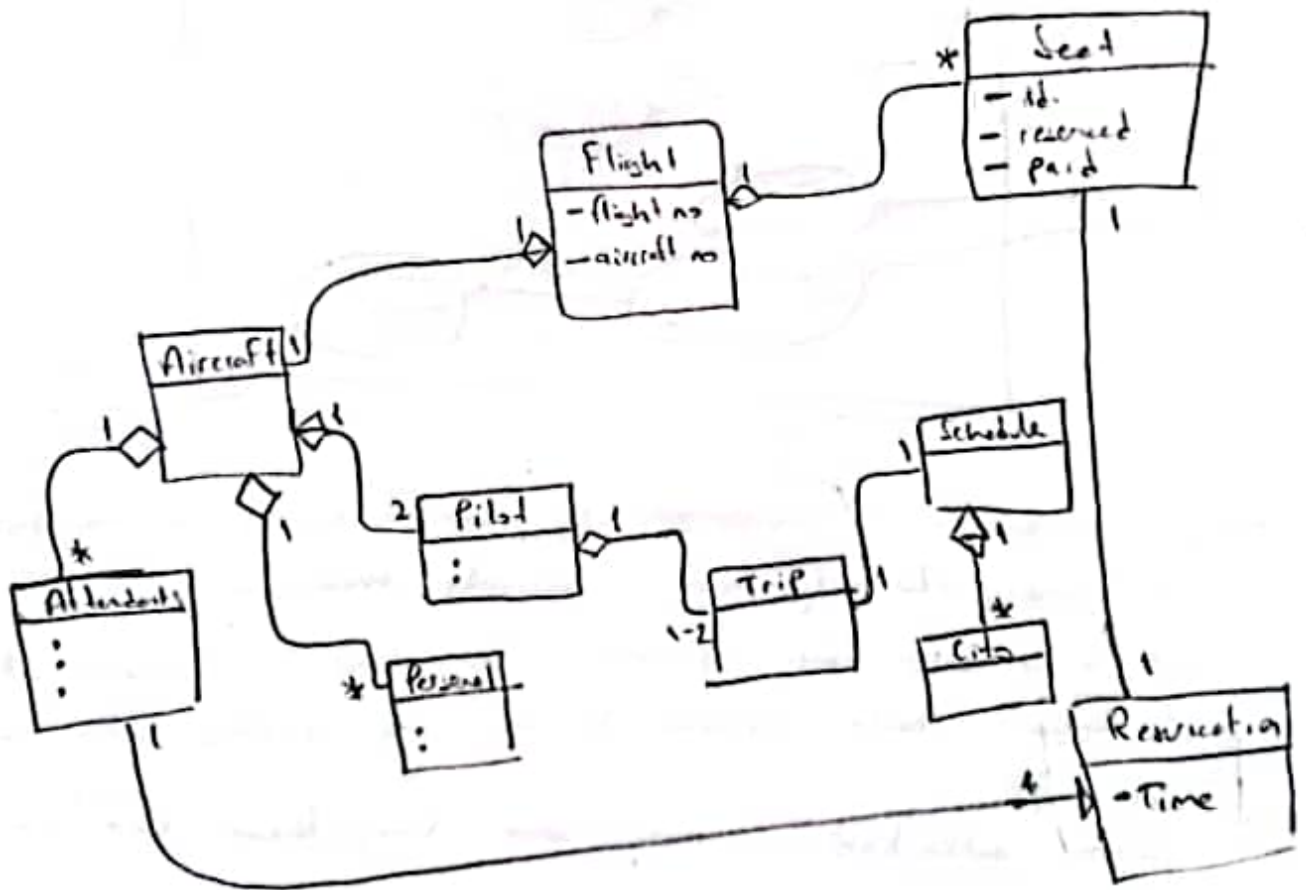 Seat
- id.
- reserved
- paid
*
1
Flight
- flight no
- aircraft no
1
1
Aircraft
1
1
1
1
Schedule
1
2
Pilot
:
1
1
*
City
Trip
1
1-2
*
Attendants
:
*
Personel
:
1
1
Reservation
- Time
*